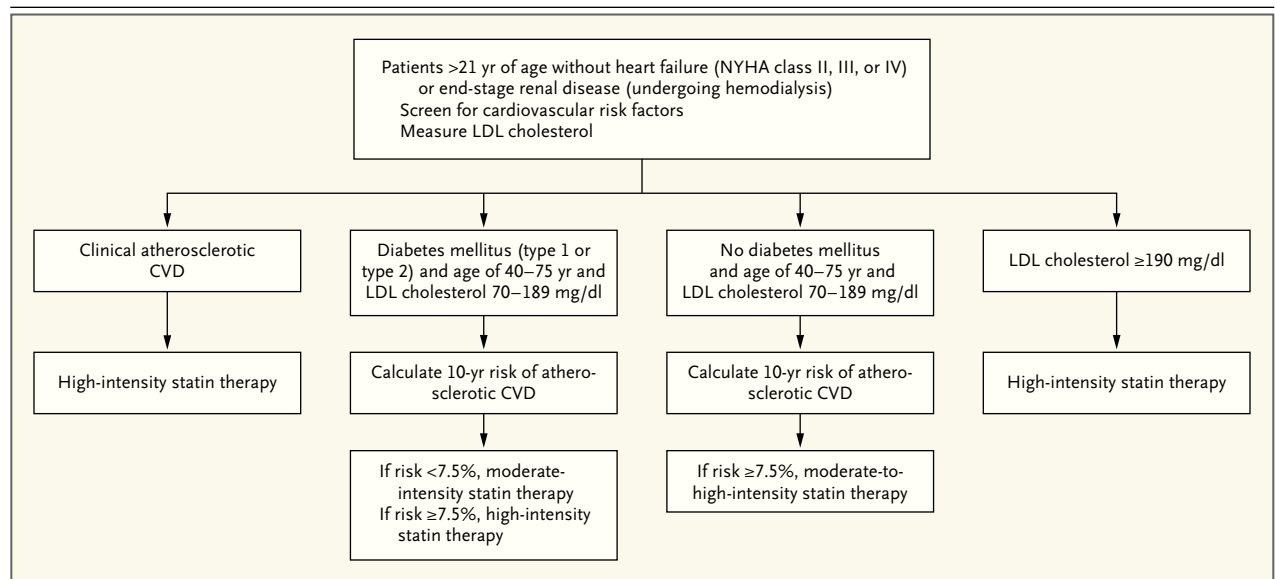 Patients >21 yr of age without heart failure (NYHA class II, III, or IV)
or end-stage renal disease (undergoing hemodialysis)
Screen for cardiovascular risk factors
Measure LDL cholesterol
Clinical atherosclerotic
CVD
High-intensity statin therapy
Diabetes mellitus (type 1 or
type 2) and age of 40–75 yr and
LDL cholesterol 70–189 mg/dl
Calculate 10-yr risk of athero-
sclerotic CVD
If risk <7.5%, moderate-
intensity statin therapy
If risk ≥7.5%, high-intensity
statin therapy
No diabetes mellitus
and age of 40–75 yr and
LDL cholesterol 70–189 mg/dl
Calculate 10-yr risk of athero-
sclerotic CVD
If risk ≥7.5%, moderate-to-
high-intensity statin therapy
LDL cholesterol ≥190 mg/dl
High-intensity statin therapy